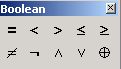 Boolean
= < > ≤ ≥
≠ ¬ ∧ ∨ ⊕